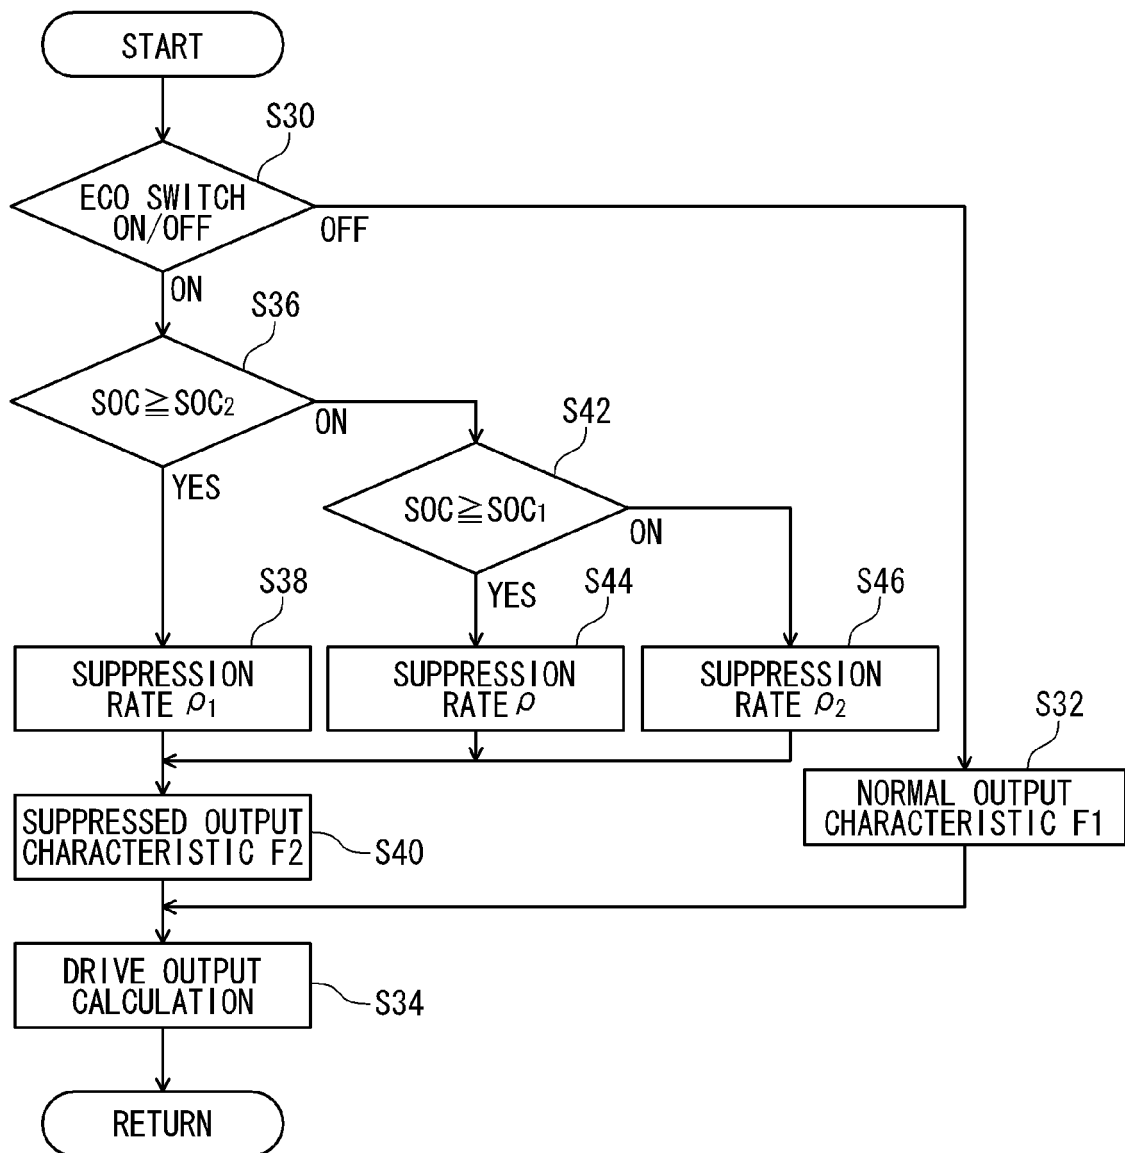 START
S30
ECO SWITCH
ON/OFF
OFF
ON
S36
SOC≧SOC₂
ON
YES
S42
SOC≧SOC₁
ON
YES
S38
SUPPRESSION
RATE ρ₁
S44
SUPPRESSION
RATE ρ
S46
SUPPRESSION
RATE ρ₂
S32
NORMAL OUTPUT
CHARACTERISTIC F1
SUPPRESSED OUTPUT
CHARACTERISTIC F2
S40
DRIVE OUTPUT
CALCULATION
S34
RETURN